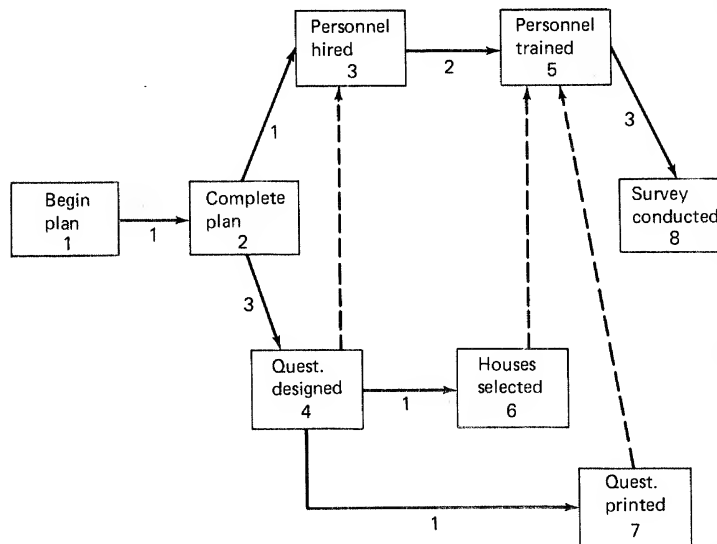 Personnel
hired
3
2
Personnel
trained
5
1
3
Begin
plan
1
1
Complete
plan
2
Survey
conducted
8
3
Quest.
designed
4
1
Houses
selected
6
1
Quest.
printed
7